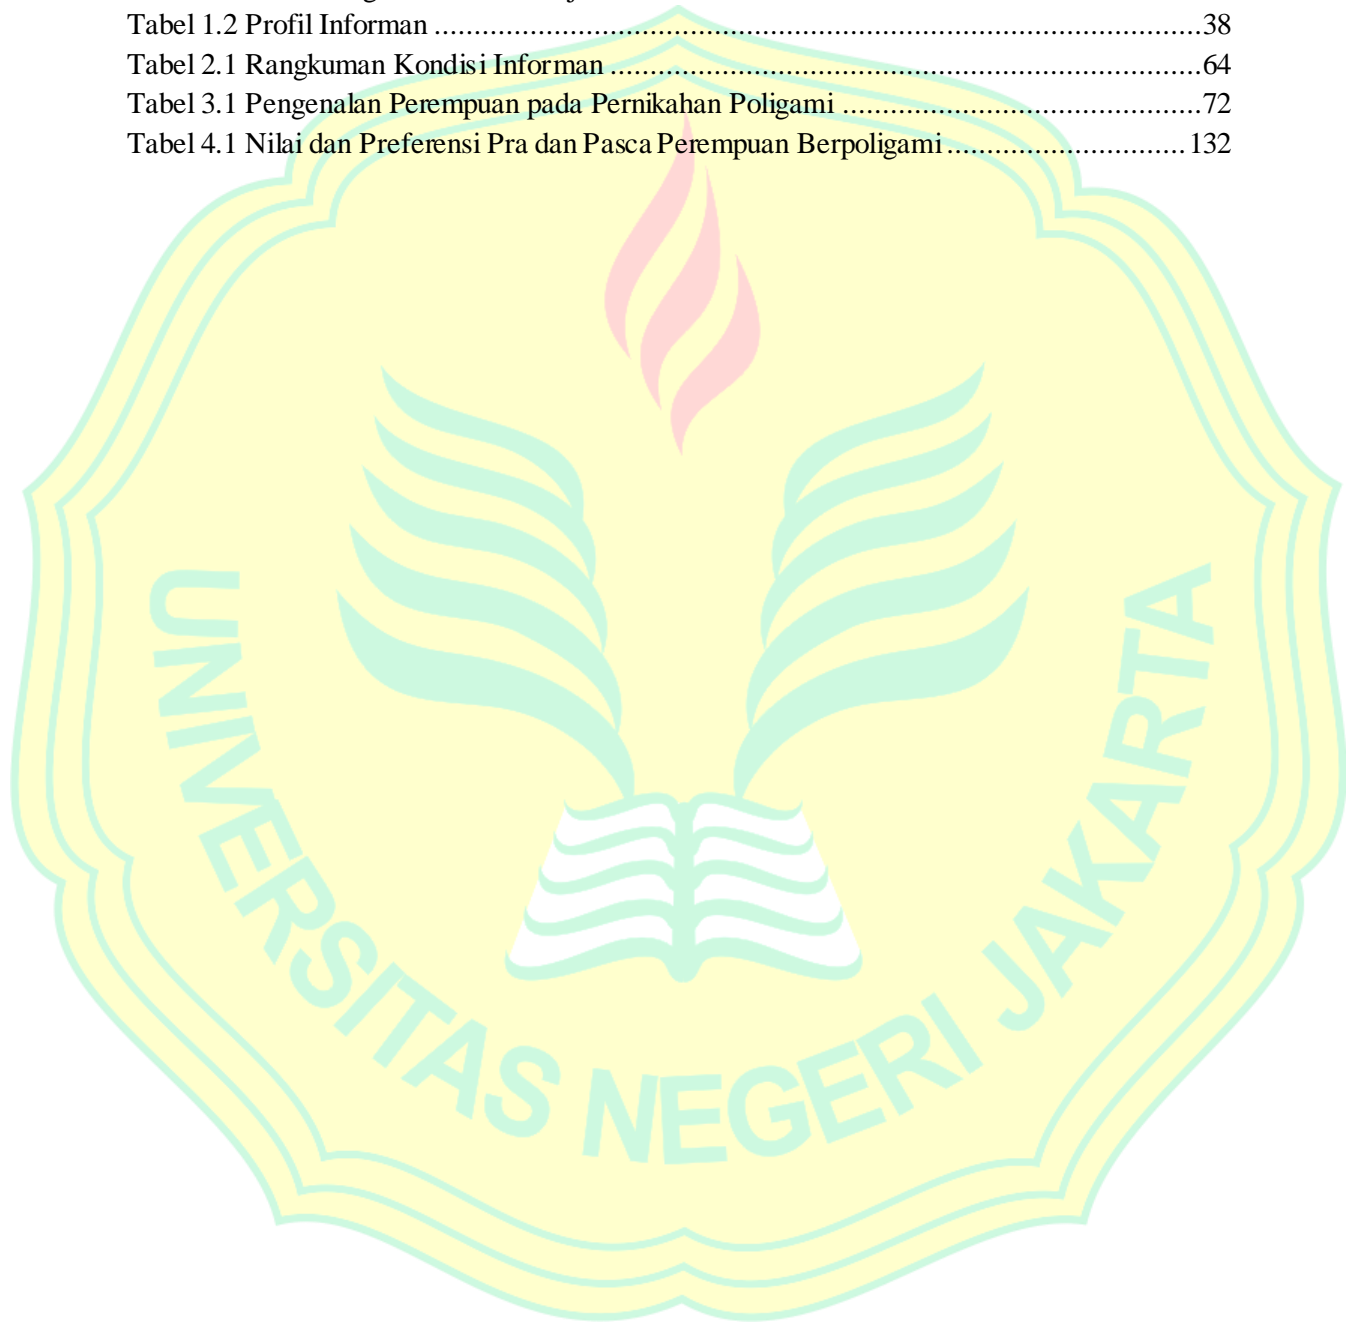 Tabel 1.2 Profil Informan ........................................................................................... 38
Tabel 2.1 Rangkuman Kondisi Informan ..................................................................... 64
Tabel 3.1 Pengenalan Perempuan pada Pernikahan Poligami .......................................... 72
Tabel 4.1 Nilai dan Preferensi Pra dan Pasca Perempuan Berpoligami ............................ 132
UNIVERSITAS NEGERI JAKARTA